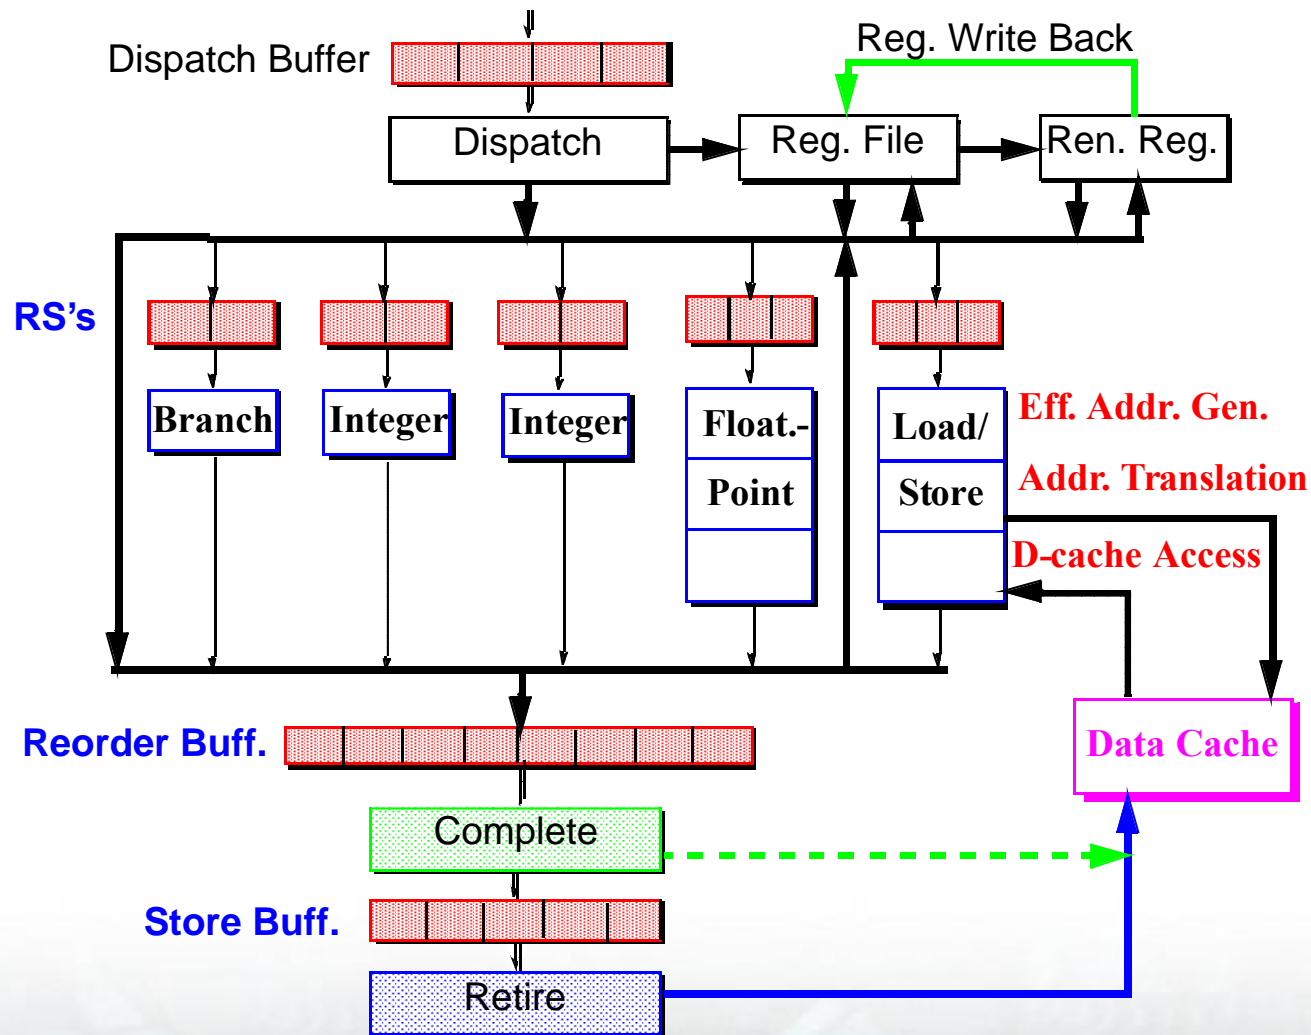 Reg. Write Back
Dispatch Buffer
Dispatch
Reg. File
Ren. Reg.
RS’s
Branch
Integer
Integer
Float.-
Point
Load/
Store
Eff. Addr. Gen.
Addr. Translation
D-cache Access
Reorder Buff.
Data Cache
Complete
Store Buff.
Retire